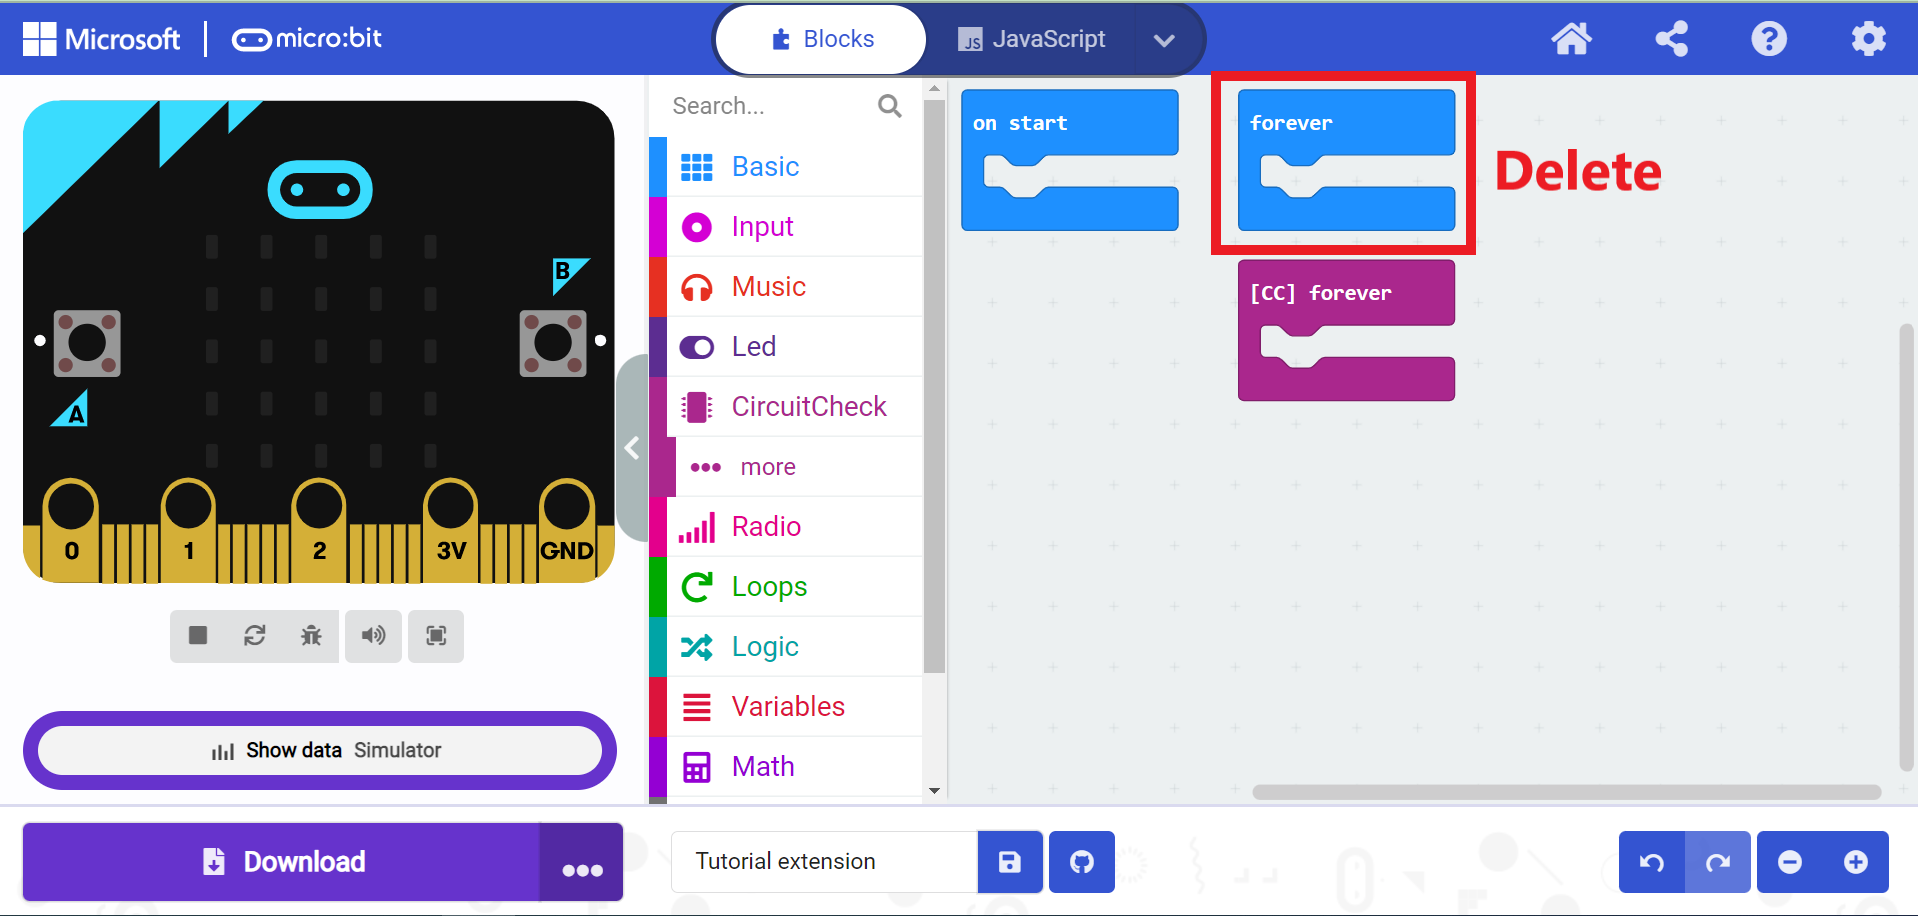 Microsoft
micro:bit
Blocks
JS JavaScript
Search...
Basic
Input
Music
Led
CircuitCheck
more
Radio
Loops
Logic
Variables
Math
on start
forever
Delete
[CC] forever
B
A
0
1
2
3V
GND
Show data Simulator
Download
Tutorial extension